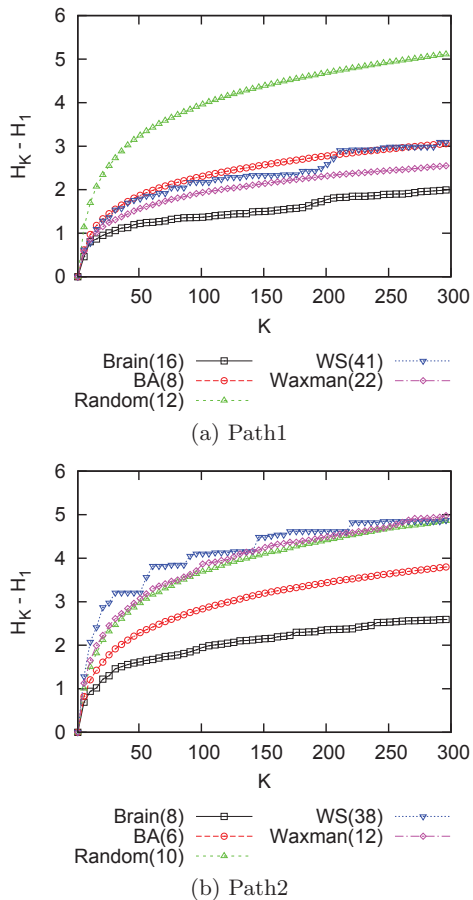 6
5
4
3
2
1
0
H_K - H_1
50 100 150 200 250 300
K
Brain(16) WS(41)
BA(8) Waxman(22)
Random(12)
(a) Path1
6
5
4
3
2
1
0
H_K - H_1
50 100 150 200 250 300
K
Brain(8) WS(38)
BA(6) Waxman(12)
Random(10)
(b) Path2